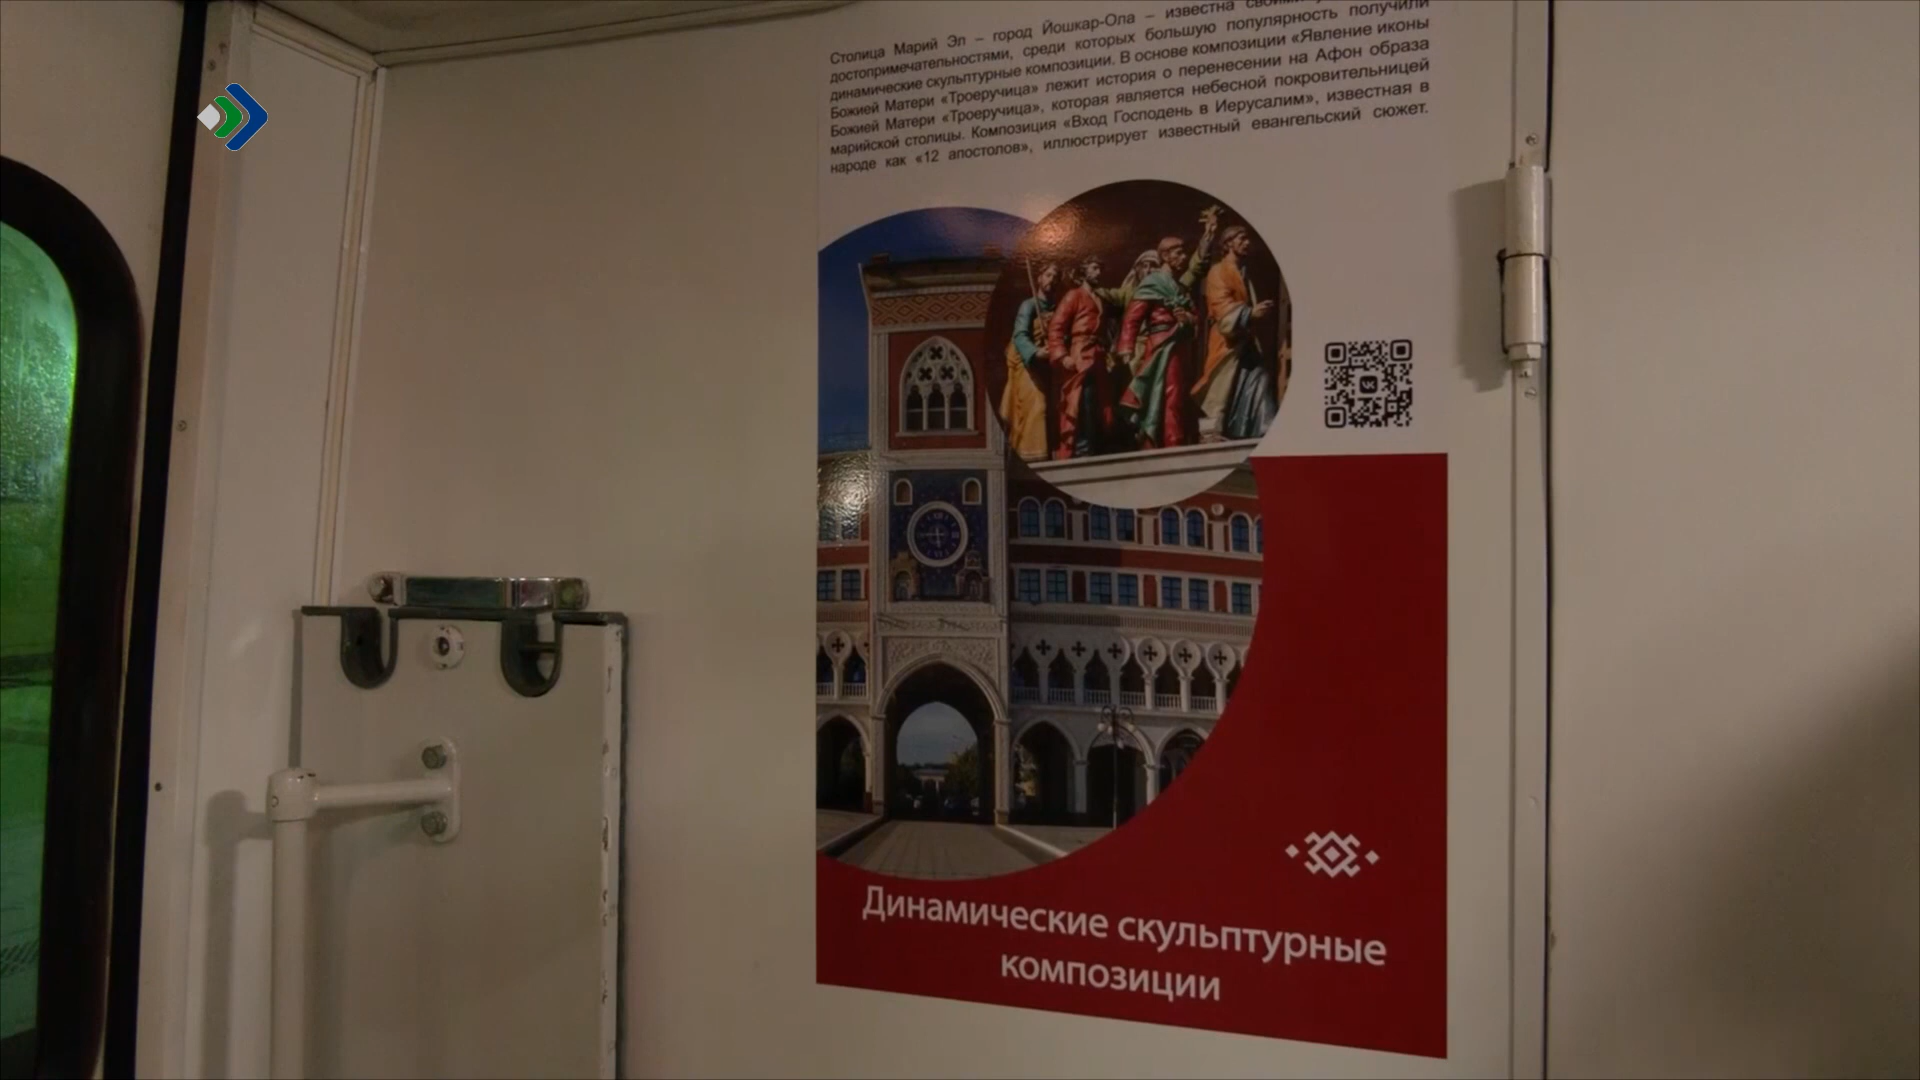 Столица Марий Эл – город Йошкар-Ола – известна своими
достопримечательностями, среди которых большую популярность получили
динамические скульптурные композиции. В основе композиции «Явление иконы
Божией Матери «Троеручица» лежит история о перенесении на Афон образа
Божией Матери «Троеручица», которая является небесной покровительницей
марийской столицы. Композиция «Вход Господень в Иерусалим», известная в
народе как «12 апостолов», иллюстрирует известный евангельский сюжет.
Динамические скульптурные
композиции